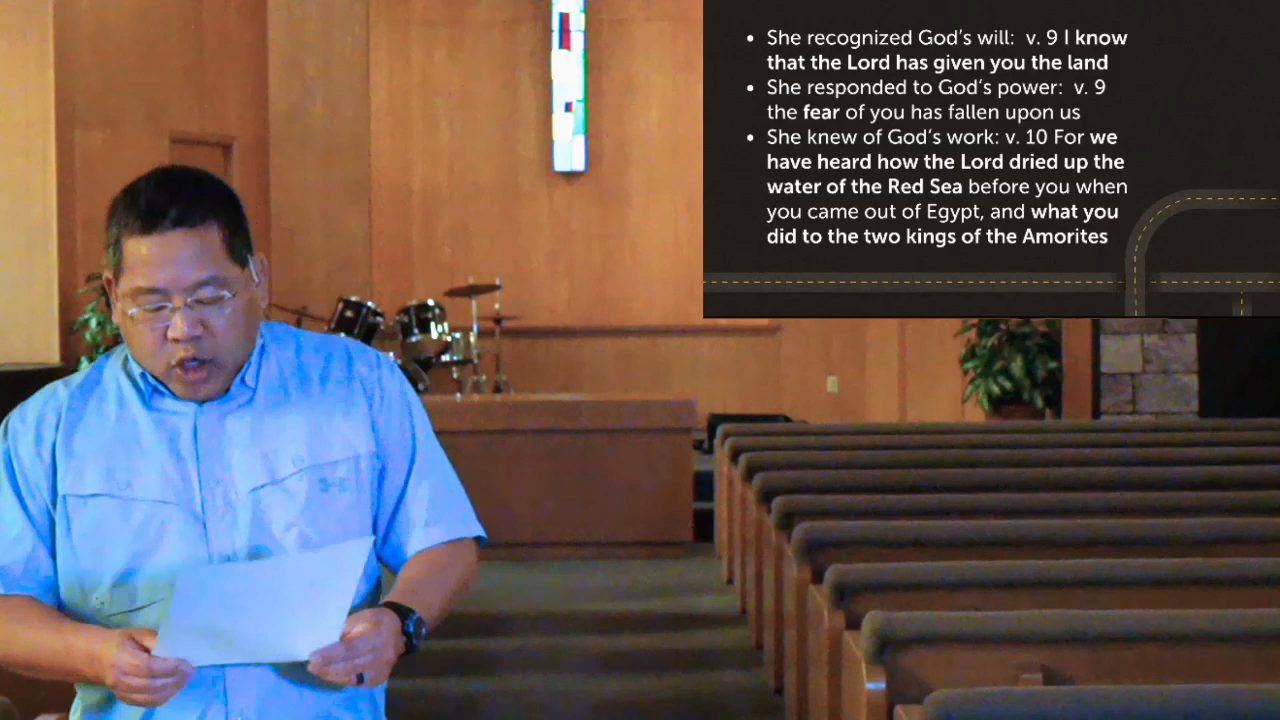 • She recognized God's will:  v. 9 I know
that the Lord has given you the land
• She responded to God's power:  v. 9
the fear of you has fallen upon us
• She knew of God's work: v. 10 For we
have heard how the Lord dried up the
water of the Red Sea before you when
you came out of Egypt, and what you
did to the two kings of the Amorites